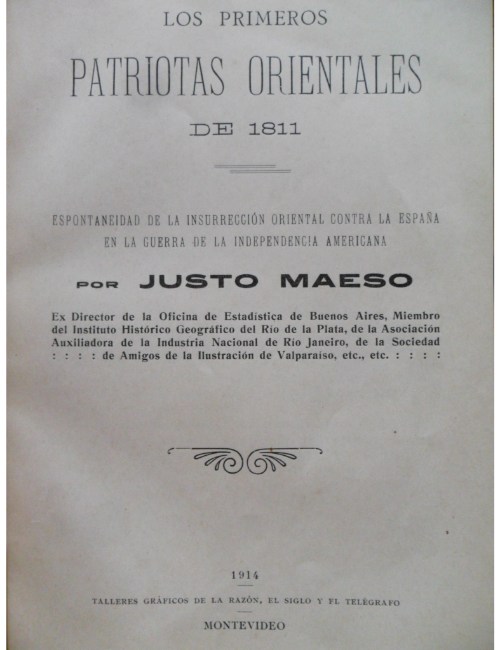 LOS PRIMEROS
PATRIOTAS ORIENTALES
DE 1811
ESPONTANEIDAD DE LA INSURRECCIÓN ORIENTAL CONTRA LA ESPAÑA
EN LA GUERRA DE LA INDEPENDENCIA AMERICANA
POR JUSTO MAESO
Ex Director de la Oficina de Estadística de Buenos Aires, Miembro
del Instituto Histórico Geográfico del Río de la Plata, de la Asociación
Auxiliadora de la Industria Nacional de Río Janeiro, de la Sociedad
: : : : de Amigos de la Ilustración de Valparaíso, etc., etc. : : : :
1914
TALLERES GRÁFICOS DE LA RAZÓN, EL SIGLO Y EL TELÉGRAFO
MONTEVIDEO